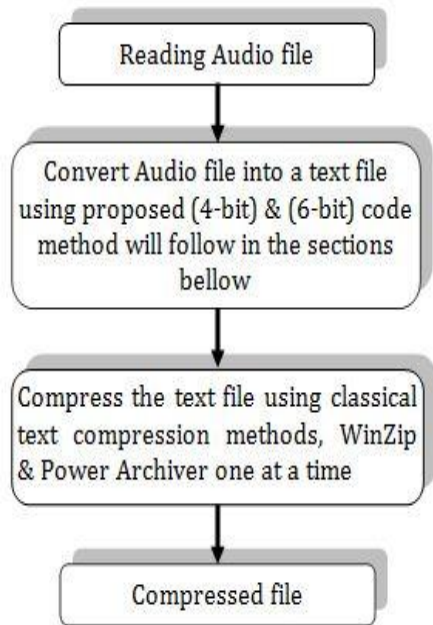 Reading Audio file
Convert Audio file into a text file
using proposed (4-bit) & (6-bit) code
method will follow in the sections
bellow
Compress the text file using classical
text compression methods, WinZip
& Power Archiver one at a time
Compressed file